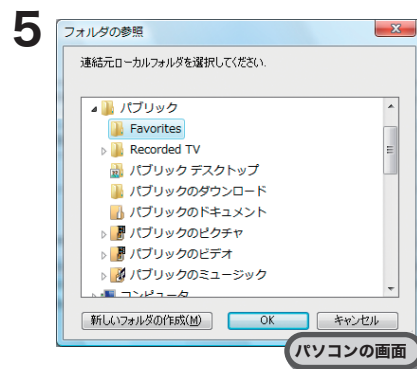 5
フォルダの参照
連結元ローカルフォルダを選択してください.
パブリック
Favorites
Recorded TV
パブリック デスクトップ
パブリックのダウンロード
パブリックのドキュメント
パブリックのピクチャ
パブリックのビデオ
パブリックのミュージック
コンピュータ
新しいフォルダの作成(M) OK キャンセル
パソコンの画面